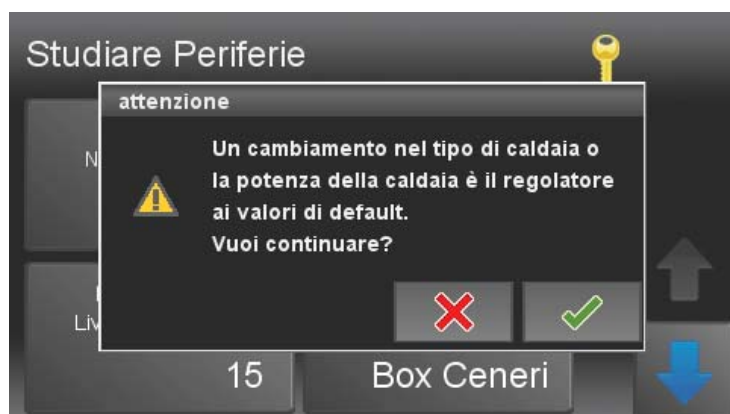 Studiare Periferie
attenzione
Un cambiamento nel tipo di caldaia o
la potenza della caldaia è il regolatore
ai valori di default.
Vuoi continuare?
N
Liv
15
Box Ceneri